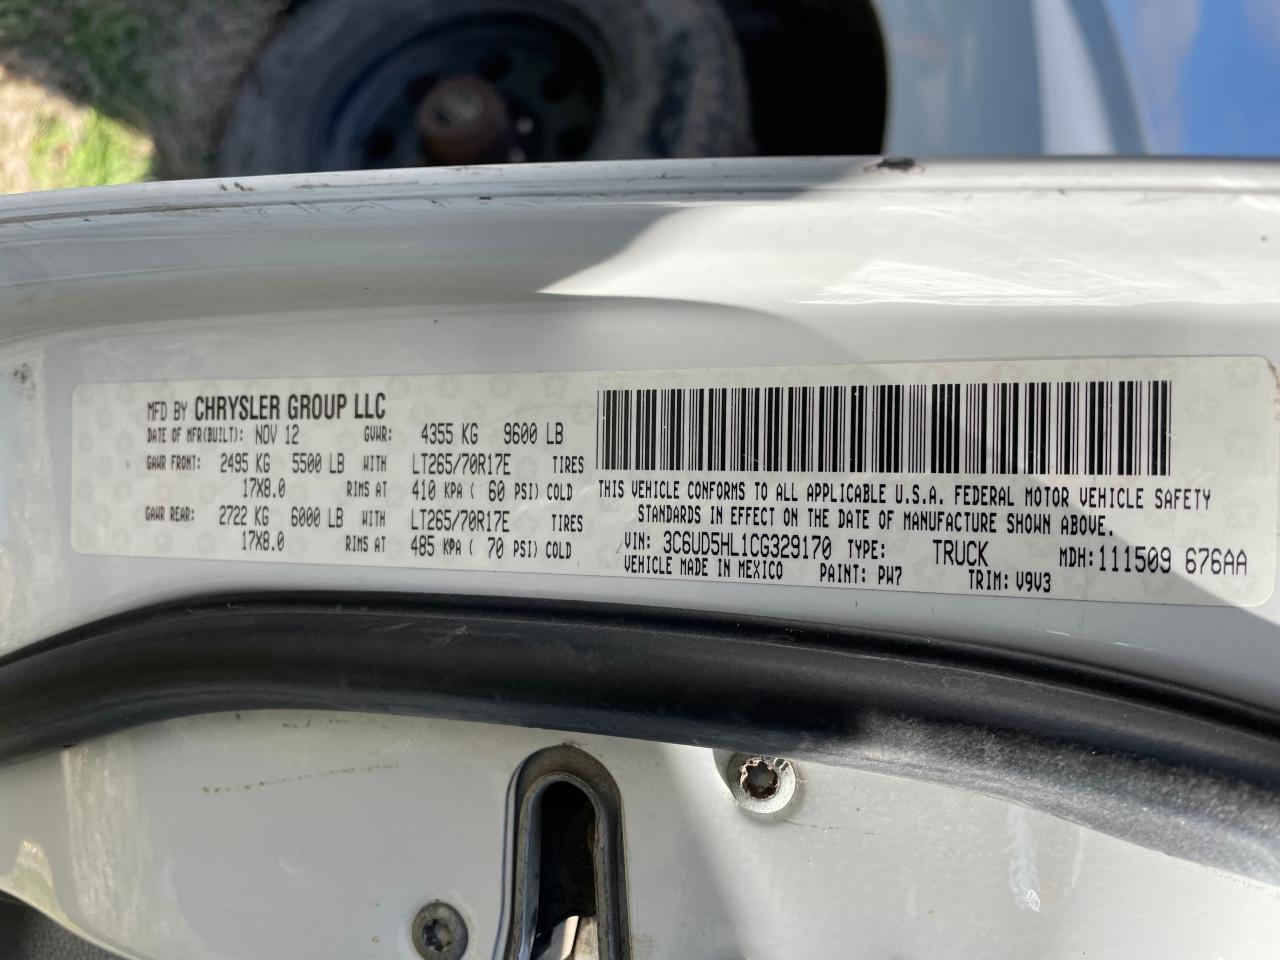 MFD BY CHRYSLER GROUP LLC
DATE OF MFR(BUILT): NOV 12 GVWR: 4355 KG 9600 LB
GAWR FRONT: 2495 KG 5500 LB WITH LT265/70R17E TIRES
17X8.0 RIMS AT 410 KPA ( 60 PSI) COLD
GAWR REAR: 2722 KG 6000 LB WITH LT265/70R17E TIRES
17X8.0 RIMS AT 485 KPA ( 70 PSI) COLD
THIS VEHICLE CONFORMS TO ALL APPLICABLE U.S.A. FEDERAL MOTOR VEHICLE SAFETY
STANDARDS IN EFFECT ON THE DATE OF MANUFACTURE SHOWN ABOVE.
VIN: 3C6UD5HL1CG329170 TYPE: TRUCK MDH: 111509 676AA
VEHICLE MADE IN MEXICO PAINT: PW7 TRIM: V9V3